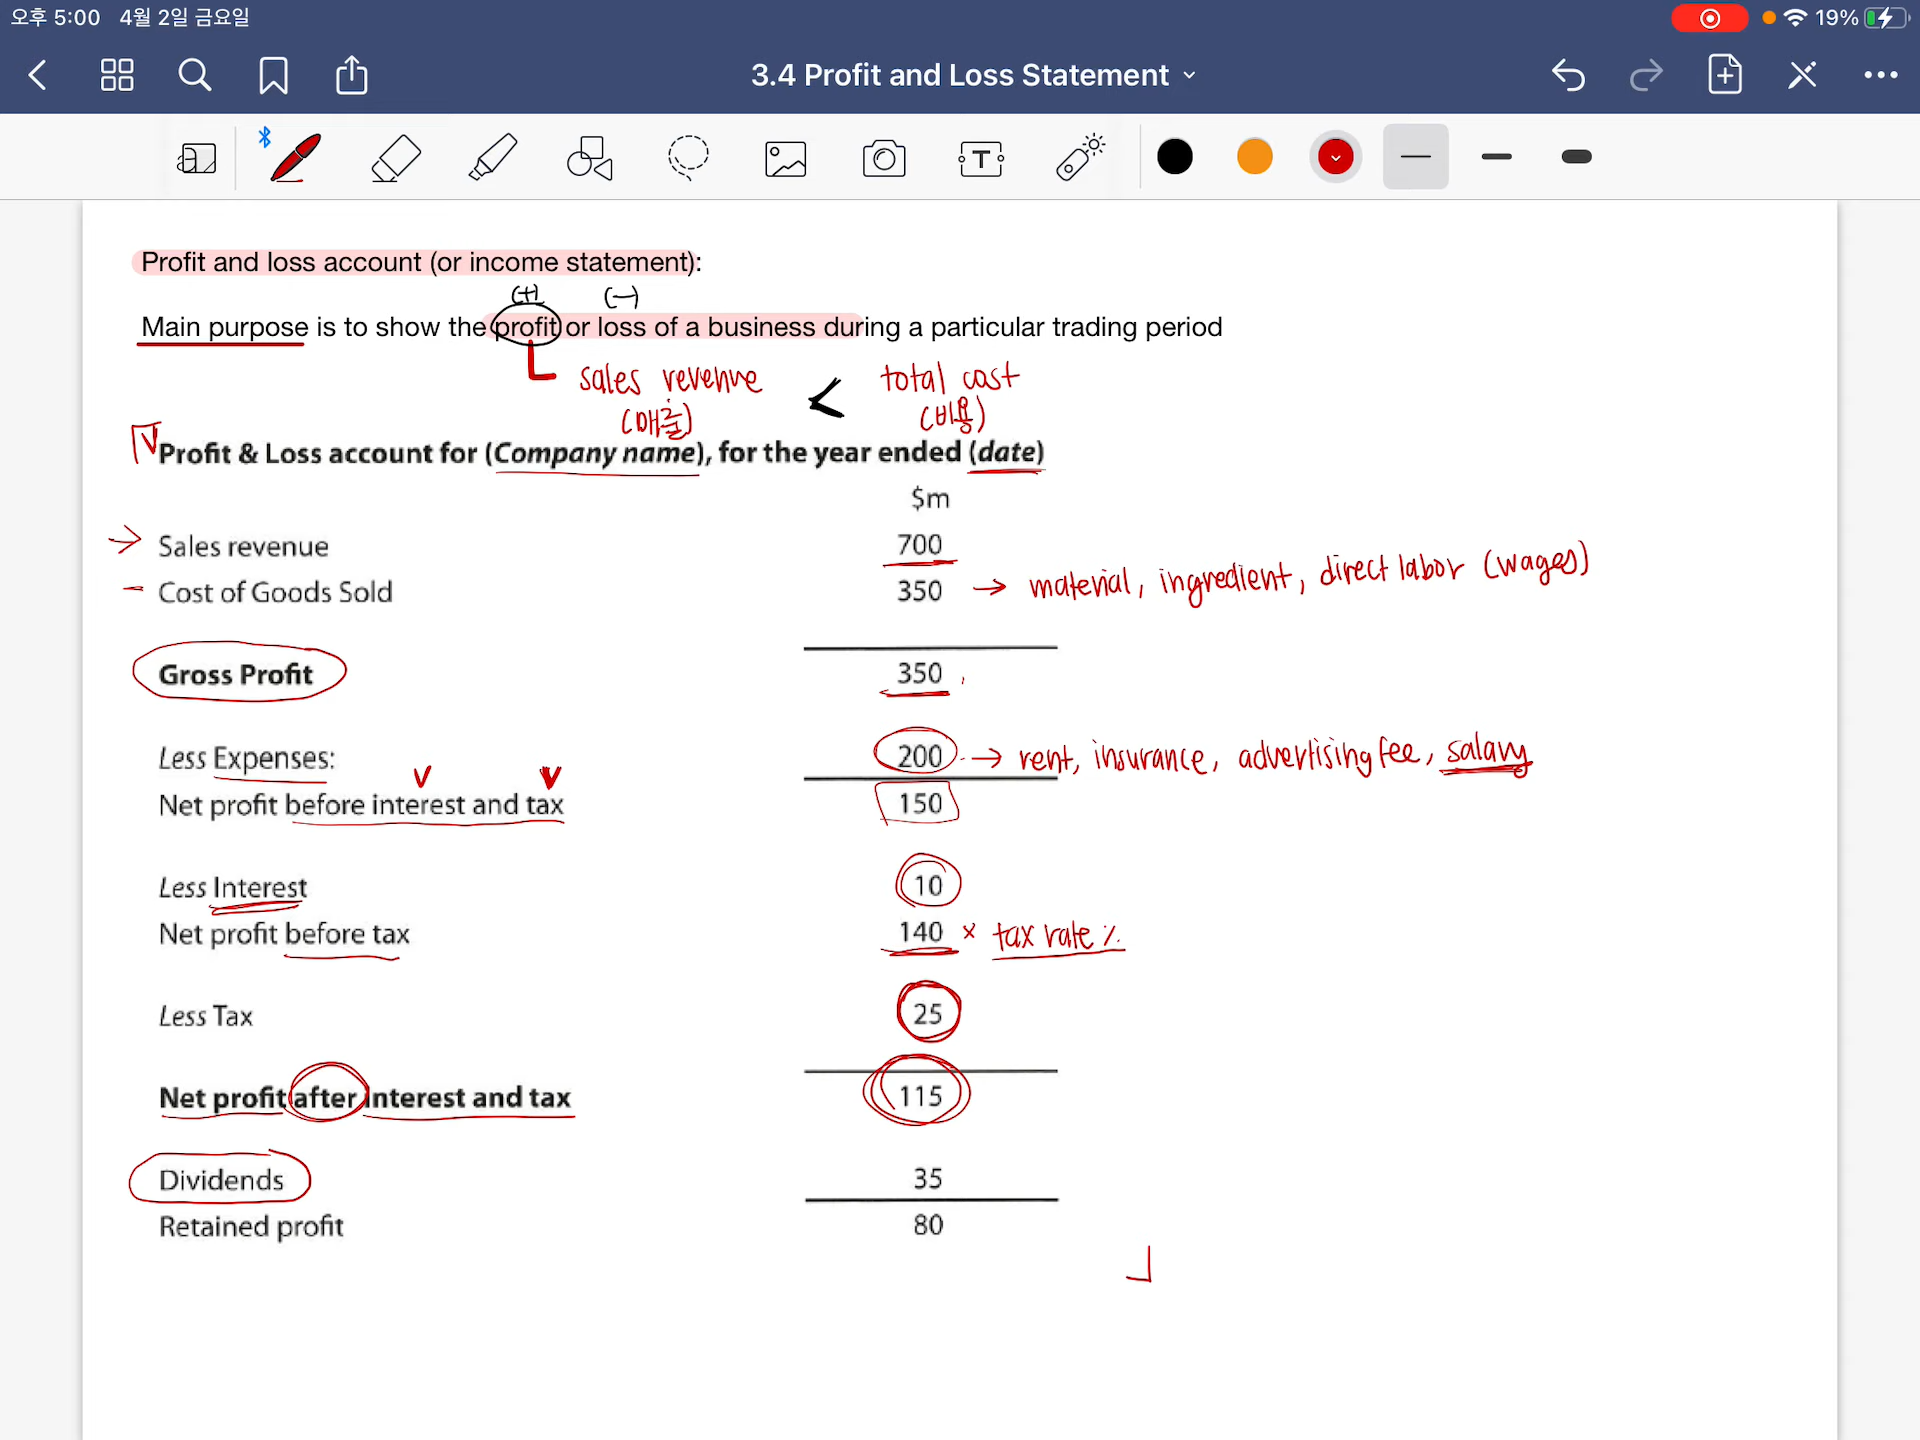 오후 5:00 4월 2일 금요일 19%
3.4 Profit and Loss Statement
Profit and loss account (or income statement):
(+) (-)
Main purpose is to show the profit or loss of a business during a particular trading period
sales revenue < total cost
(매출) (비용)
Profit & Loss account for (Company name), for the year ended (date)
$m
Sales revenue 700
- Cost of Goods Sold 350 → material, ingredient, direct labor (wages)
Gross Profit 350
Less Expenses: 200 → rent, insurance, advertising fee, salary
Net profit before interest and tax 150
Less Interest 10
Net profit before tax 140 × tax rate %
Less Tax 25
Net profit after interest and tax 115
Dividends 35
Retained profit 80